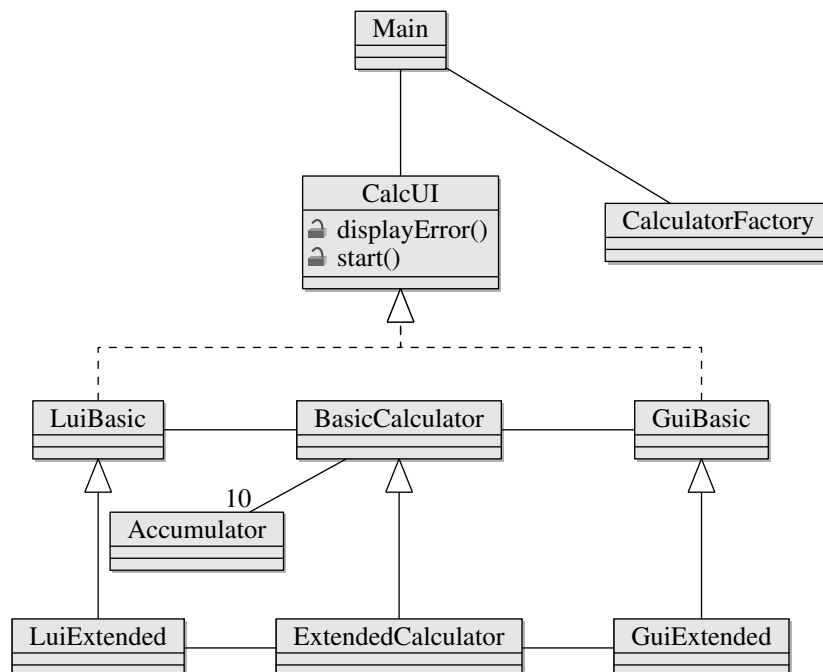 Main
CalcUI
displayError()
start()
CalculatorFactory
LuiBasic
BasicCalculator
GuiBasic
10
Accumulator
LuiExtended
ExtendedCalculator
GuiExtended